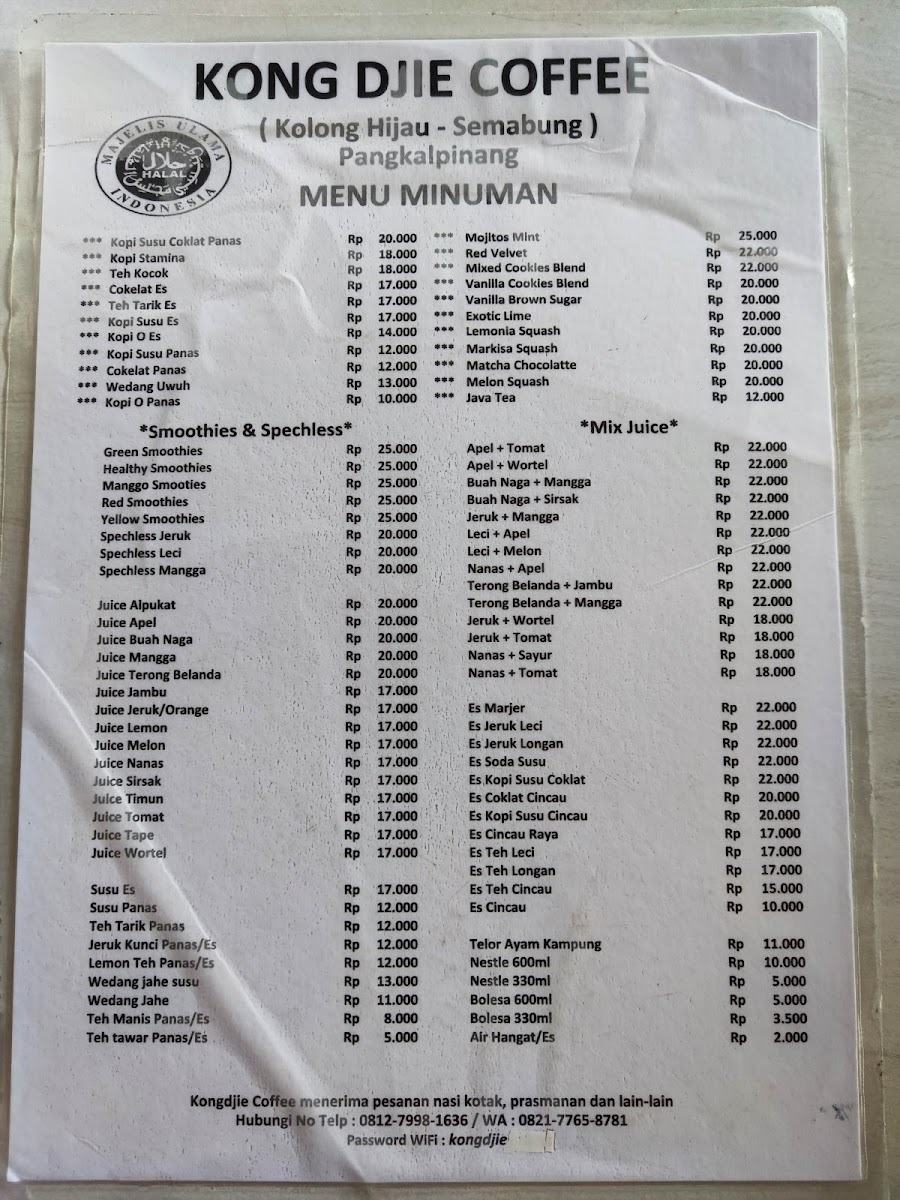 KONG DJIE COFFEE
( Kolong Hijau - Semabung )
Pangkalpinang
MENU MINUMAN
MAJELIS ULAMA
حلال
HALAL
INDONESIA
*** Kopi Susu Coklat Panas Rp 20.000
*** Kopi Stamina Rp 18.000
*** Teh Kocok Rp 18.000
*** Cokelat Es Rp 17.000
*** Teh Tarik Es Rp 17.000
*** Kopi Susu Es Rp 17.000
*** Kopi O Es Rp 14.000
*** Kopi Susu Panas Rp 12.000
*** Cokelat Panas Rp 12.000
*** Wedang Uwuh Rp 13.000
*** Kopi O Panas Rp 10.000
*** Mojitos Mint Rp 25.000
*** Red Velvet Rp 22.000
*** Mixed Cookies Blend Rp 22.000
*** Vanilla Cookies Blend Rp 20.000
*** Vanilla Brown Sugar Rp 20.000
*** Exotic Lime Rp 20.000
*** Lemonia Squash Rp 20.000
*** Markisa Squash Rp 20.000
*** Matcha Chocolatte Rp 20.000
*** Melon Squash Rp 20.000
*** Java Tea Rp 12.000
*Smoothies & Spechless*
Green Smoothies Rp 25.000
Healthy Smoothies Rp 25.000
Manggo Smooties Rp 25.000
Red Smoothies Rp 25.000
Yellow Smoothies Rp 25.000
Spechless Jeruk Rp 20.000
Spechless Leci Rp 20.000
Spechless Mangga Rp 20.000
Juice Alpukat Rp 20.000
Juice Apel Rp 20.000
Juice Buah Naga Rp 20.000
Juice Mangga Rp 20.000
Juice Terong Belanda Rp 20.000
Juice Jambu Rp 17.000
Juice Jeruk/Orange Rp 17.000
Juice Lemon Rp 17.000
Juice Melon Rp 17.000
Juice Nanas Rp 17.000
Juice Sirsak Rp 17.000
Juice Timun Rp 17.000
Juice Tomat Rp 17.000
Juice Tape Rp 17.000
Juice Wortel Rp 17.000
Susu Es Rp 17.000
Susu Panas Rp 12.000
Teh Tarik Panas Rp 12.000
Jeruk Kunci Panas/Es Rp 12.000
Lemon Teh Panas/Es Rp 12.000
Wedang jahe susu Rp 13.000
Wedang Jahe Rp 11.000
Teh Manis Panas/Es Rp 8.000
Teh tawar Panas/Es Rp 5.000
*Mix Juice*
Apel + Tomat Rp 22.000
Apel + Wortel Rp 22.000
Buah Naga + Mangga Rp 22.000
Buah Naga + Sirsak Rp 22.000
Jeruk + Mangga Rp 22.000
Leci + Apel Rp 22.000
Leci + Melon Rp 22.000
Nanas + Apel Rp 22.000
Terong Belanda + Jambu Rp 22.000
Terong Belanda + Mangga Rp 22.000
Jeruk + Wortel Rp 18.000
Jeruk + Tomat Rp 18.000
Nanas + Sayur Rp 18.000
Nanas + Tomat Rp 18.000
Es Marjer Rp 22.000
Es Jeruk Leci Rp 22.000
Es Jeruk Longan Rp 22.000
Es Soda Susu Rp 22.000
Es Kopi Susu Coklat Rp 22.000
Es Coklat Cincau Rp 20.000
Es Kopi Susu Cincau Rp 20.000
Es Cincau Raya Rp 17.000
Es Teh Leci Rp 17.000
Es Teh Longan Rp 17.000
Es Teh Cincau Rp 15.000
Es Cincau Rp 10.000
Telor Ayam Kampung Rp 11.000
Nestle 600ml Rp 10.000
Nestle 330ml Rp 5.000
Bolesa 600ml Rp 5.000
Bolesa 330ml Rp 3.500
Air Hangat/Es Rp 2.000
Kongdjie Coffee menerima pesanan nasi kotak, prasmanan dan lain-lain
Hubungi No Telp : 0812-7998-1636 / WA : 0821-7765-8781
Password WiFi : kongdjie